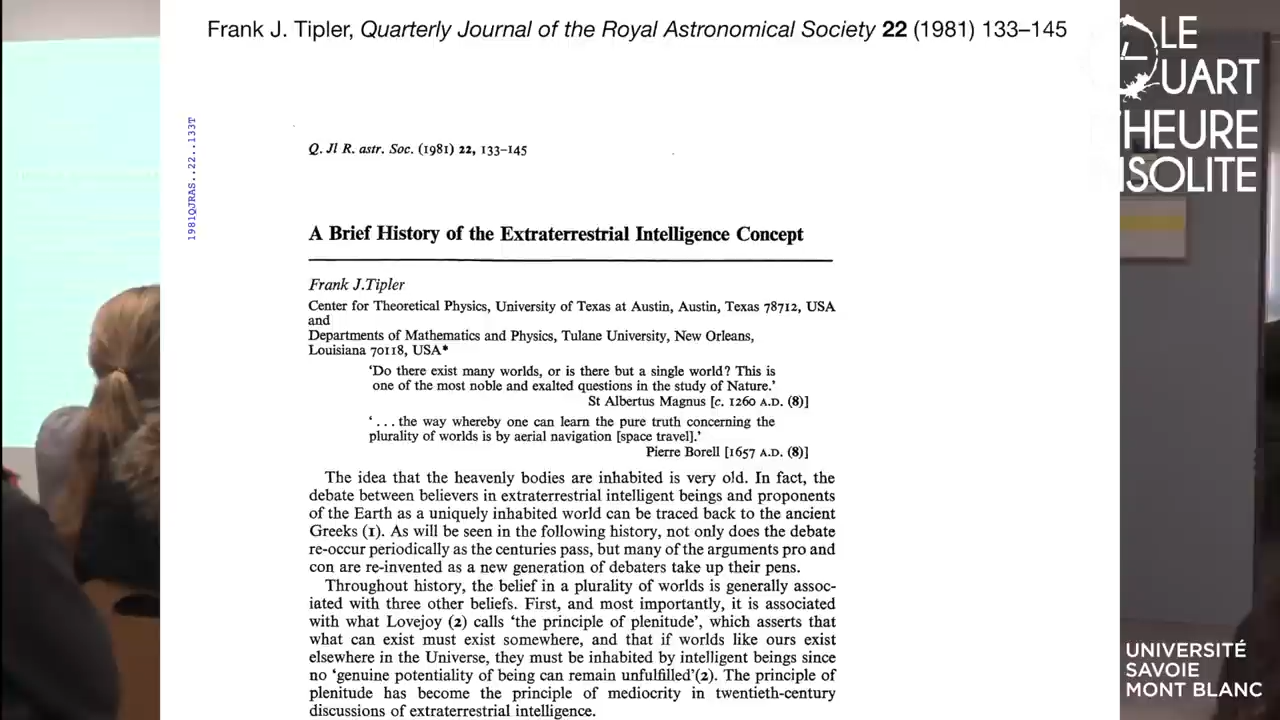 Frank J. Tipler, Quarterly Journal of the Royal Astronomical Society 22 (1981) 133–145
LE
UART
HEURE
NSOLITE
1981QJRAS..22..133T
Q. Jl R. astr. Soc. (1981) 22, 133-145
A Brief History of the Extraterrestrial Intelligence Concept
Frank J.Tipler
Center for Theoretical Physics, University of Texas at Austin, Austin, Texas 78712, USA
and
Departments of Mathematics and Physics, Tulane University, New Orleans,
Louisiana 70118, USA*
‘Do there exist many worlds, or is there but a single world? This is
one of the most noble and exalted questions in the study of Nature.’
St Albertus Magnus [c. 1260 A.D. (8)]
‘. . . the way whereby one can learn the pure truth concerning the
plurality of worlds is by aerial navigation [space travel].’
Pierre Borell [1657 A.D. (8)]
The idea that the heavenly bodies are inhabited is very old. In fact, the
debate between believers in extraterrestrial intelligent beings and proponents
of the Earth as a uniquely inhabited world can be traced back to the ancient
Greeks (1). As will be seen in the following history, not only does the debate
re-occur periodically as the centuries pass, but many of the arguments pro and
con are re-invented as a new generation of debaters take up their pens.
Throughout history, the belief in a plurality of worlds is generally assoc-
iated with three other beliefs. First, and most importantly, it is associated
with what Lovejoy (2) calls ‘the principle of plenitude’, which asserts that
what can exist must exist somewhere, and that if worlds like ours exist
elsewhere in the Universe, they must be inhabited by intelligent beings since
no ‘genuine potentiality of being can remain unfulfilled’(2). The principle of
plenitude has become the principle of mediocrity in twentieth-century
discussions of extraterrestrial intelligence.
UNIVERSITÉ
SAVOIE
MONT BLANC